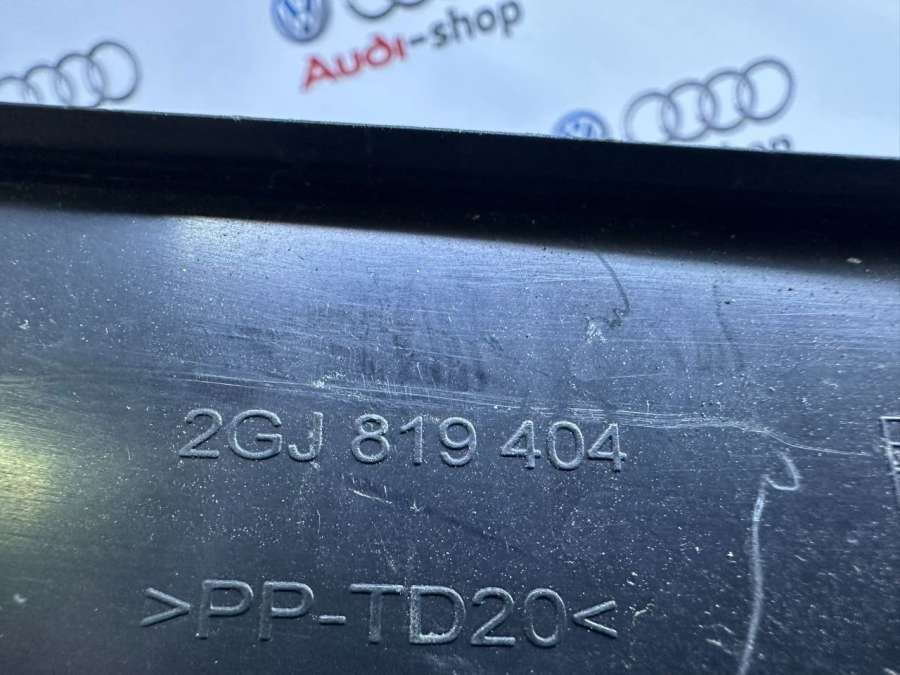 Audi-shop
2GJ 819 404
>PP-TD20<